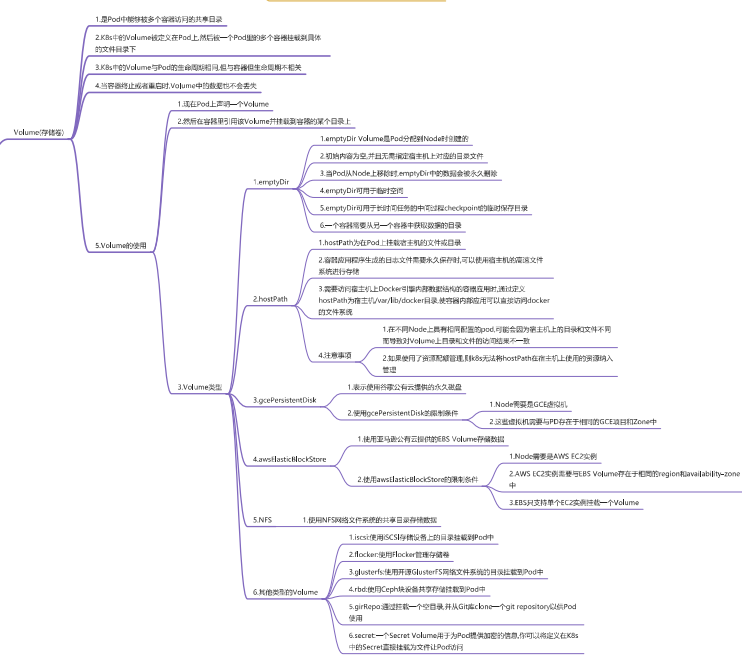 1.是Pod中能够被多个容器访问的共享目录
2.K8s中的Volume被定义在Pod上,然后被一个Pod里的多个容器挂载到具体
的文件目录下
3.K8s中的Volume与Pod的生命周期相同,但与容器但生命周期不相关
4.当容器终止或者重启时,Volume中的数据也不会丢失
Volume(存储卷)
5.Volume的使用
1.现在Pod上声明一个Volume
2.然后在容器里引用该Volume并挂载到容器的某个目录上
3.Volume类型
1.emptyDir
1.emptyDir Volume是Pod分配到Node时创建的
2.初始内容为空,并且无需指定宿主机上对应的目录文件
3.当Pod从Node上移除时,emptyDir中的数据会被永久删除
4.emptyDir可用于临时空间
5.emptyDir可用于长时间任务的中间过程checkpoint的临时保存目录
6.一个容器需要从另一个容器中获取数据的目录
2.hostPath
1.hostPath为在Pod上挂载宿主机的文件或目录
2.容器应用程序生成的日志文件需要永久保存时,可以使用宿主机的高速文件
系统进行存储
3.需要访问宿主机上Docker引擎内部数据结构的容器应用时,通过定义
hostPath为宿主机/var/lib/docker目录,使容器内部应用可以直接访问docker
的文件系统
4.注意事项
1.在不同Node上具有相同配置的pod,可能会因为宿主机上的目录和文件不同
而导致对Volume上目录和文件的访问结果不一致
2.如果使用了资源配额管理,则k8s无法将hostPath在宿主机上使用的资源纳入
管理
3.gcePersistentDisk
1.表示使用谷歌公有云提供的永久磁盘
2.使用gcePersistentDisk的限制条件
1.Node需要是GCE虚拟机
2.这些虚拟机需要与PD存在于相同的GCE项目和Zone中
4.awsElasticBlockStore
1.使用亚马逊公有云提供的EBS Volume存储数据
2.使用awsElasticBlockStore的限制条件
1.Node需要是AWS EC2实例
2.AWS EC2实例需要与EBS Volume存在于相同的region和availability-zone
中
3.EBS只支持单个EC2实例挂载一个Volume
5.NFS
1.使用NFS网络文件系统的共享目录存储数据
6.其他类型的Volume
1.iscsi:使用iSCSI存储设备上的目录挂载到Pod中
2.flocker:使用Flocker管理存储卷
3.glusterfs:使用开源GlusterFS网络文件系统的目录挂载到Pod中
4.rbd:使用Ceph块设备共享存储挂载到Pod中
5.girRepo:通过挂载一个空目录,并从Git库clone一个git repository以供Pod
使用
6.secret:一个Secret Volume用于为Pod提供加密的信息,你可以将定义在K8s
中的Secret直接挂载为文件让Pod访问